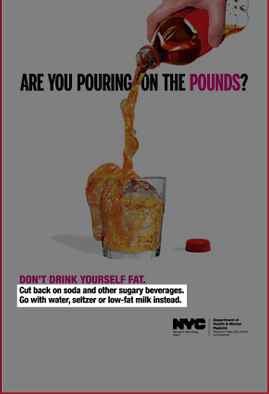 ARE YOU POURING ON THE POUNDS?
DON'T DRINK YOURSELF FAT.
Cut back on soda and other sugary beverages.
Go with water, seltzer or low-fat milk instead.
NYC
Department of
Health & Mental
Hygiene